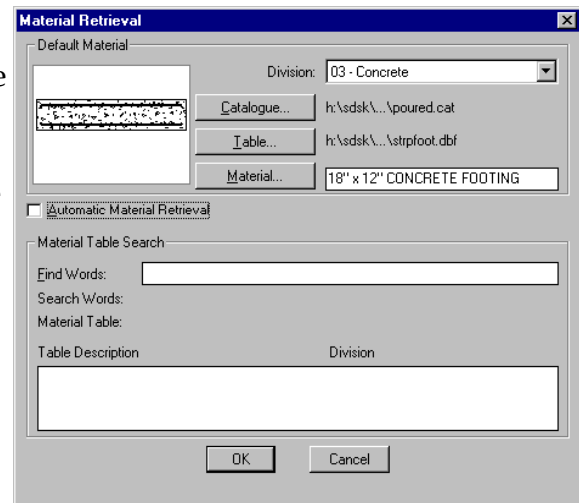 Material Retrieval
Default Material
Division: 03 - Concrete
Catalogue... h:\sdsk\...\poured.cat
Table... h:\sdsk\...\strpfoot.dbf
Material... 18" x 12" CONCRETE FOOTING
Automatic Material Retrieval
Material Table Search
Find Words:
Search Words:
Material Table:
Table Description Division
OK Cancel